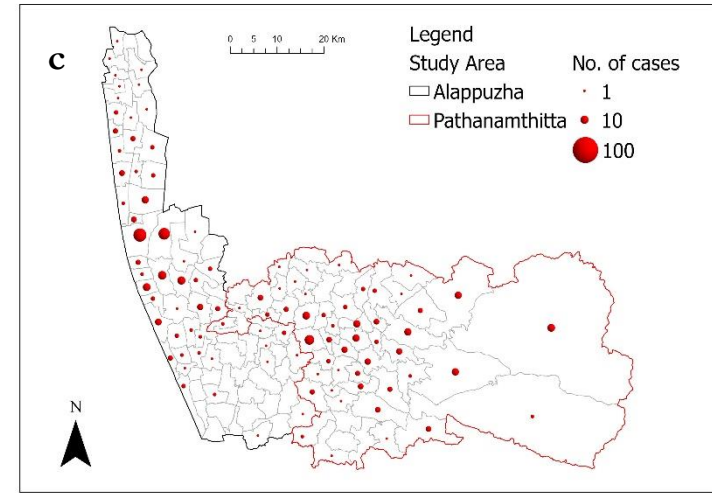 c
0 5 10 20 Km
Legend
Study Area
Alappuzha
Pathanamthitta
No. of cases
1
10
100
N